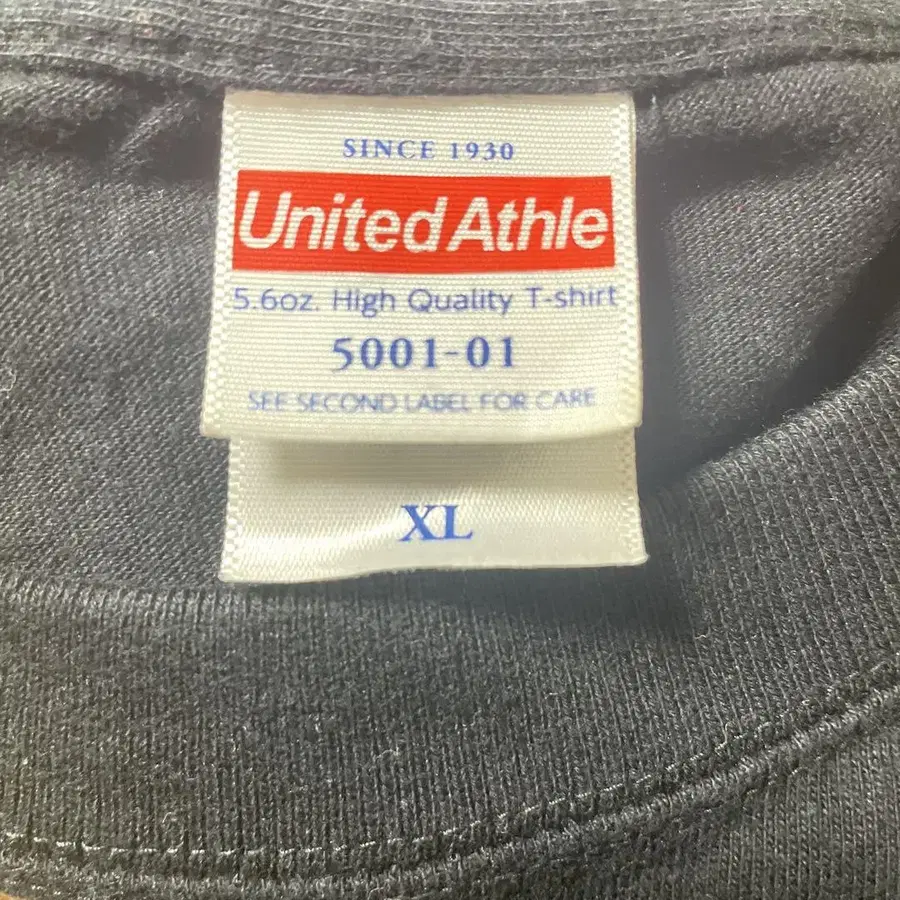 SINCE 1930
United Athle
5.6oz. High Quality T-shirt
5001-01
SEE SECOND LABEL FOR CARE
XL